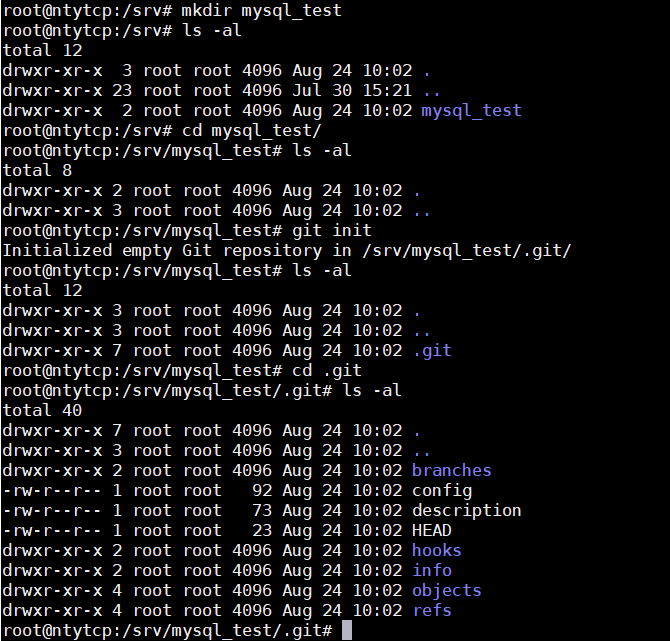 root@ntytcp:/srv# mkdir mysql_test
root@ntytcp:/srv# ls -al
total 12
drwxr-xr-x  3 root root 4096 Aug 24 10:02 .
drwxr-xr-x 23 root root 4096 Jul 30 15:21 ..
drwxr-xr-x  2 root root 4096 Aug 24 10:02 mysql_test
root@ntytcp:/srv# cd mysql_test/
root@ntytcp:/srv/mysql_test# ls -al
total 8
drwxr-xr-x 2 root root 4096 Aug 24 10:02 .
drwxr-xr-x 3 root root 4096 Aug 24 10:02 ..
root@ntytcp:/srv/mysql_test# git init
Initialized empty Git repository in /srv/mysql_test/.git/
root@ntytcp:/srv/mysql_test# ls -al
total 12
drwxr-xr-x 3 root root 4096 Aug 24 10:02 .
drwxr-xr-x 3 root root 4096 Aug 24 10:02 ..
drwxr-xr-x 7 root root 4096 Aug 24 10:02 .git
root@ntytcp:/srv/mysql_test# cd .git
root@ntytcp:/srv/mysql_test/.git# ls -al
total 40
drwxr-xr-x 7 root root 4096 Aug 24 10:02 .
drwxr-xr-x 3 root root 4096 Aug 24 10:02 ..
drwxr-xr-x 2 root root 4096 Aug 24 10:02 branches
-rw-r--r-- 1 root root   92 Aug 24 10:02 config
-rw-r--r-- 1 root root   73 Aug 24 10:02 description
-rw-r--r-- 1 root root   23 Aug 24 10:02 HEAD
drwxr-xr-x 2 root root 4096 Aug 24 10:02 hooks
drwxr-xr-x 2 root root 4096 Aug 24 10:02 info
drwxr-xr-x 4 root root 4096 Aug 24 10:02 objects
drwxr-xr-x 4 root root 4096 Aug 24 10:02 refs
root@ntytcp:/srv/mysql_test/.git#